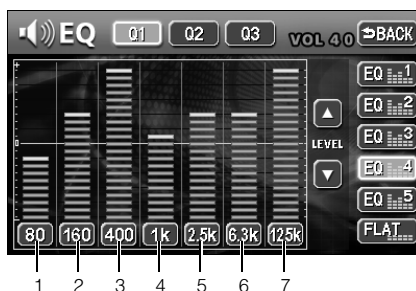 EQ Q1 Q2 Q3 VOL 40 BACK
EQ 1
EQ 2
EQ 3
EQ 4
EQ 5
FLAT
+
0
-
LEVEL
80 160 400 1k 2.5k 6.3k 12.5k
1 2 3 4 5 6 7